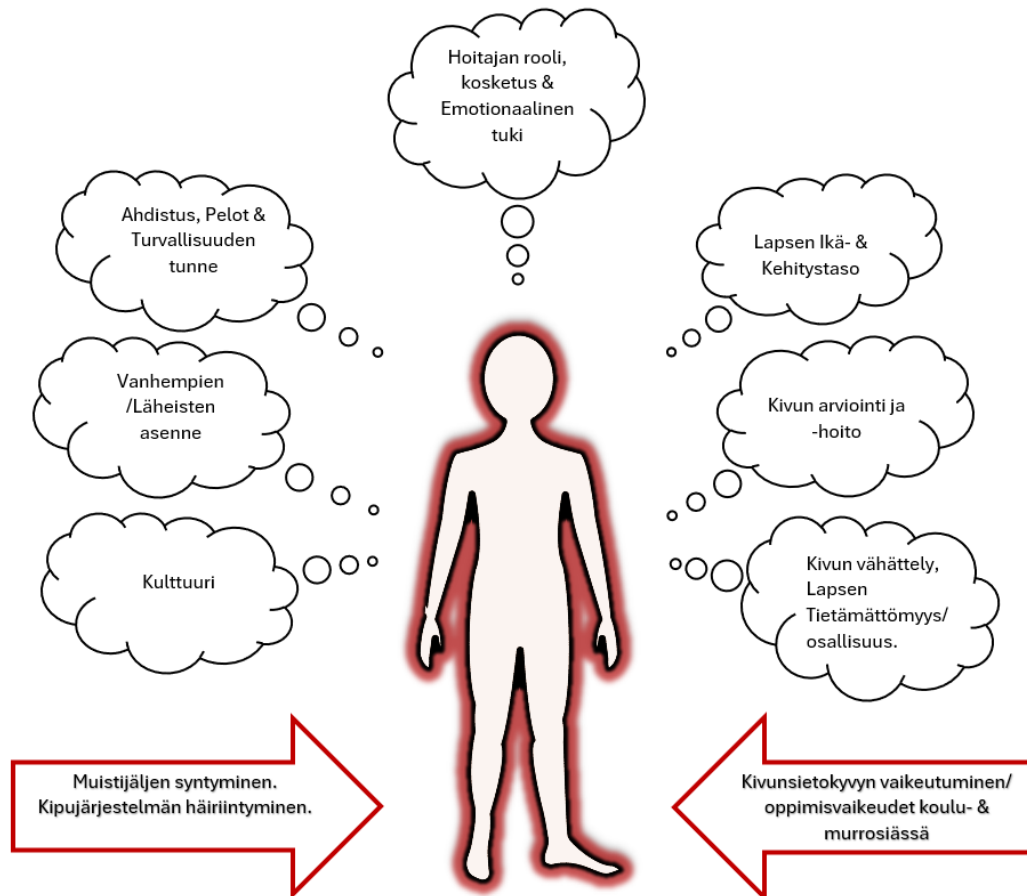 Hoitajan rooli,
kosketus &
Emotionaalinen
tuki
Ahdistus, Pelot &
Turvallisuuden
tunne
Lapsen Ikä- &
Kehitystaso
Vanhempien
/Läheisten
asenne
Kivun arviointi ja
-hoito
Kulttuuri
Kivun vähättely,
Lapsen
Tietämättömyys/
osallisuus.
Muistijäljen syntyminen.
Kipujärjestelmän häiriintyminen.
Kivunsietokyvyn vaikeutuminen/
oppimisvaikeudet koulu- &
murrosiässä